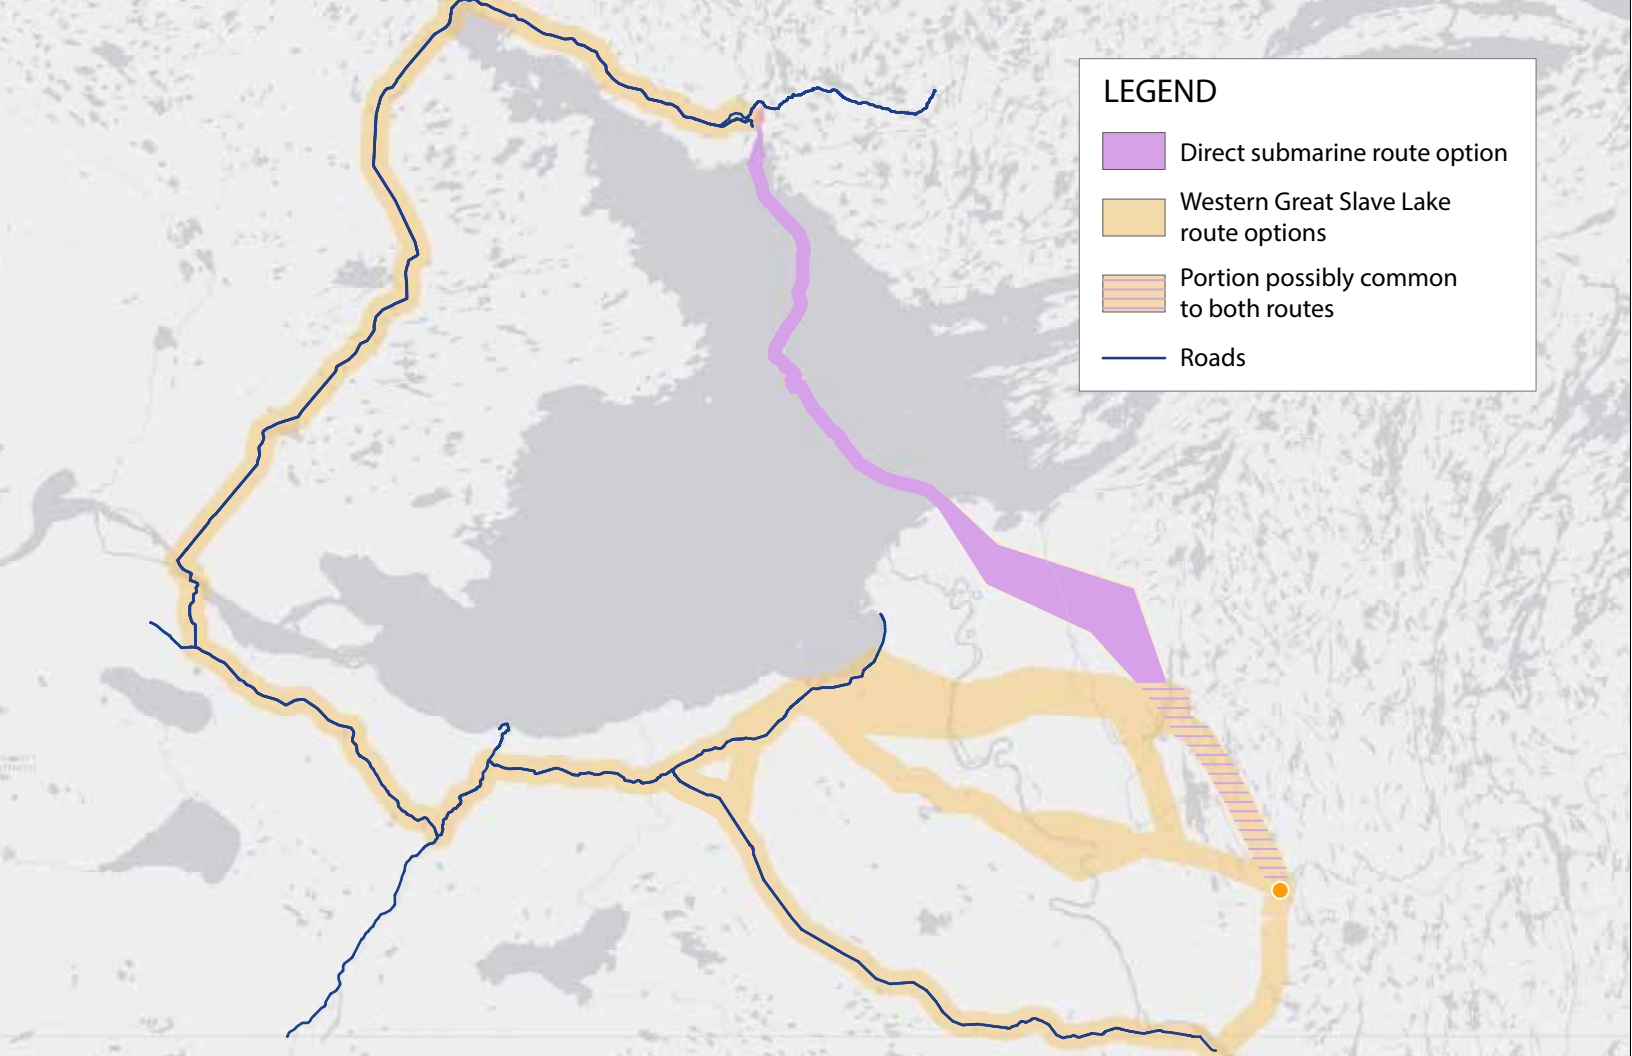 LEGEND
Direct submarine route option
Western Great Slave Lake
route options
Portion possibly common
to both routes
Roads